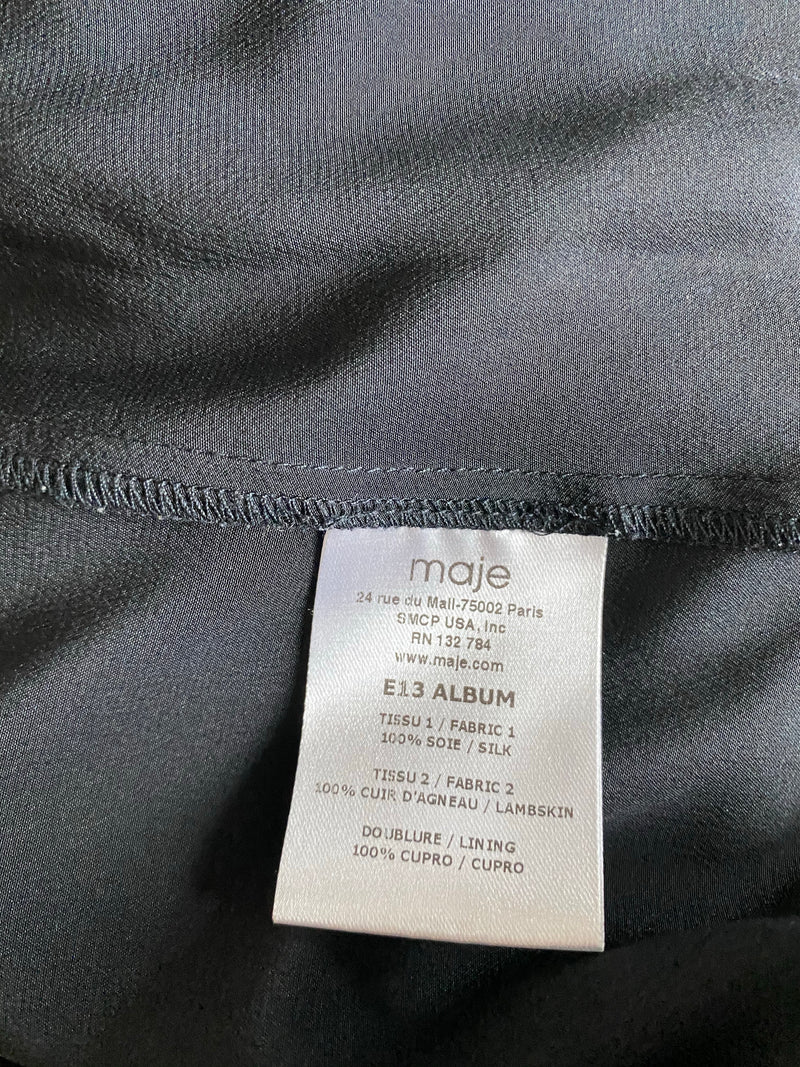 maje
24 rue du Mail-75002 Paris
SMCP USA, Inc
RN 132 784
www.maje.com
E13 ALBUM
TISSU 1 / FABRIC 1
100% SOIE / SILK
TISSU 2 / FABRIC 2
100% CUIR D'AGNEAU / LAMBSKIN
DOUBLURE / LINING
100% CUPRO / CUPRO